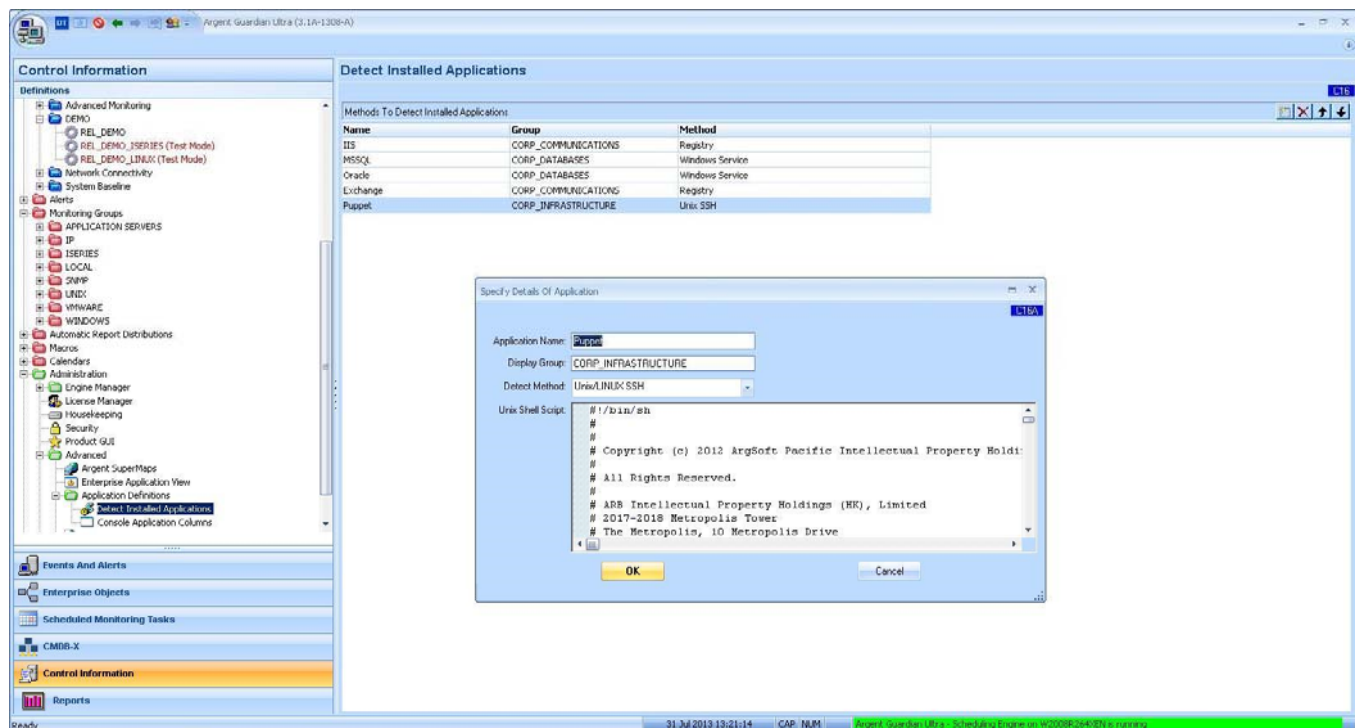 DT
Argent Guardian Ultra (3.1A-1308-A)
Control Information
Definitions
Advanced Monitoring
DEMO
REL_DEMO
REL_DEMO_ISERIES (Test Mode)
REL_DEMO_LINUX (Test Mode)
Network Connectivity
System Baseline
Alerts
Monitoring Groups
APPLICATION SERVERS
IP
ISERIES
LOCAL
SNMP
UNIX
VMWARE
WINDOWS
Automatic Report Distributions
Macros
Calendars
Administration
Engine Manager
License Manager
Housekeeping
Security
Product GUI
Advanced
Argent SuperMaps
Enterprise Application View
Application Definitions
Detect Installed Applications
Console Application Columns
Events And Alerts
Enterprise Objects
Scheduled Monitoring Tasks
CMDB-X
Control Information
Reports
Detect Installed Applications
C16
Methods To Detect Installed Applications
Name Group Method
IIS CORP_COMMUNICATIONS Registry
MSSQL CORP_DATABASES Windows Service
Oracle CORP_DATABASES Windows Service
Exchange CORP_COMMUNICATIONS Registry
Puppet CORP_INFRASTRUCTURE Unix SSH
Specify Details Of Application
C16A
Application Name: Puppet
Display Group: CORP_INFRASTRUCTURE
Detect Method: Unix/LINUX SSH
Unix Shell Script: #!/bin/sh
#
#
# Copyright (c) 2012 ArgSoft Pacific Intellectual Property Holdi
#
# All Rights Reserved.
#
# ARB Intellectual Property Holdings (HK), Limited
# 2017-2018 Metropolis Tower
# The Metropolis, 10 Metropolis Drive
OK Cancel
Ready
31 Jul 2013 13:21:14 CAP NUM Argent Guardian Ultra - Scheduling Engine on W2008R264XEN is running